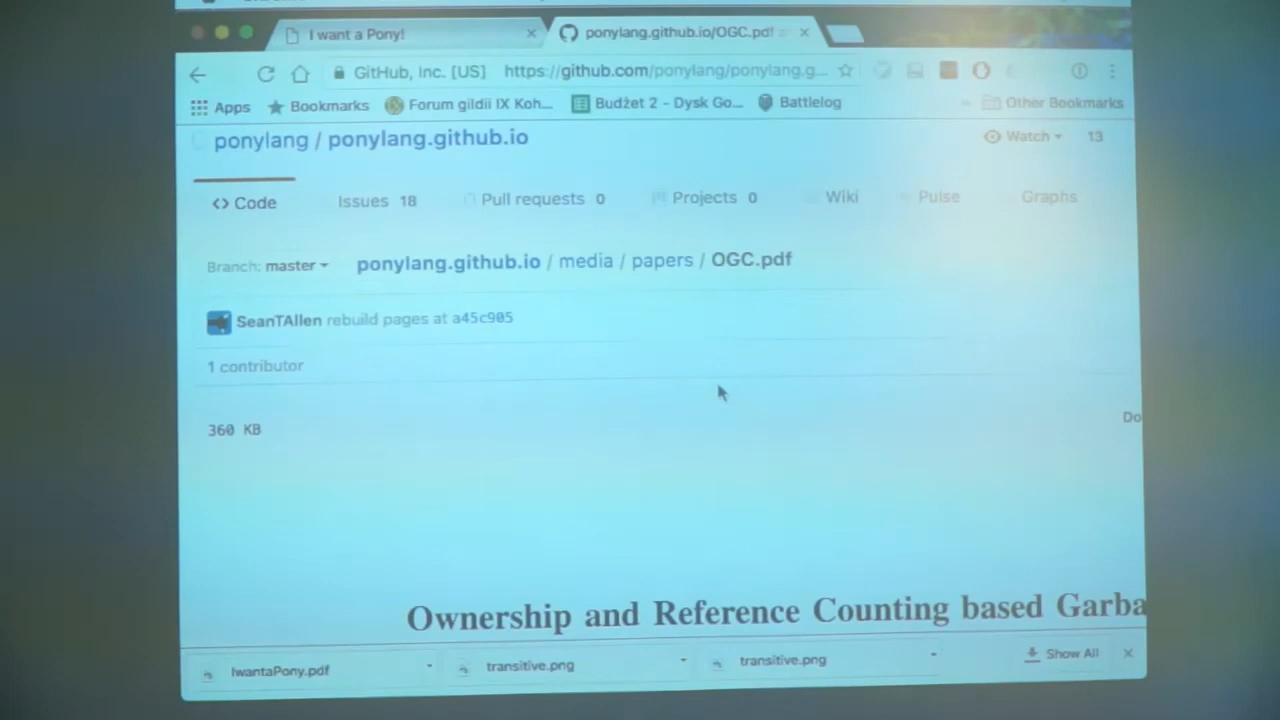 I want a Pony!
ponylang.github.io/OGC.pdf
GitHub, Inc. [US] https://github.com/ponylang/ponylang.g...
Apps Bookmarks Forum gildii IX Koh... Budżet 2 - Dysk Go... Battlelog Other Bookmarks
ponylang / ponylang.github.io
Watch 13
<> Code Issues 18 Pull requests 0 Projects 0 Wiki Pulse Graphs
Branch: master ponylang.github.io / media / papers / OGC.pdf
SeanTAllen rebuild pages at a45c905
1 contributor
360 KB
Do
Ownership and Reference Counting based Garba
IwantaPony.pdf transitive.png transitive.png Show All